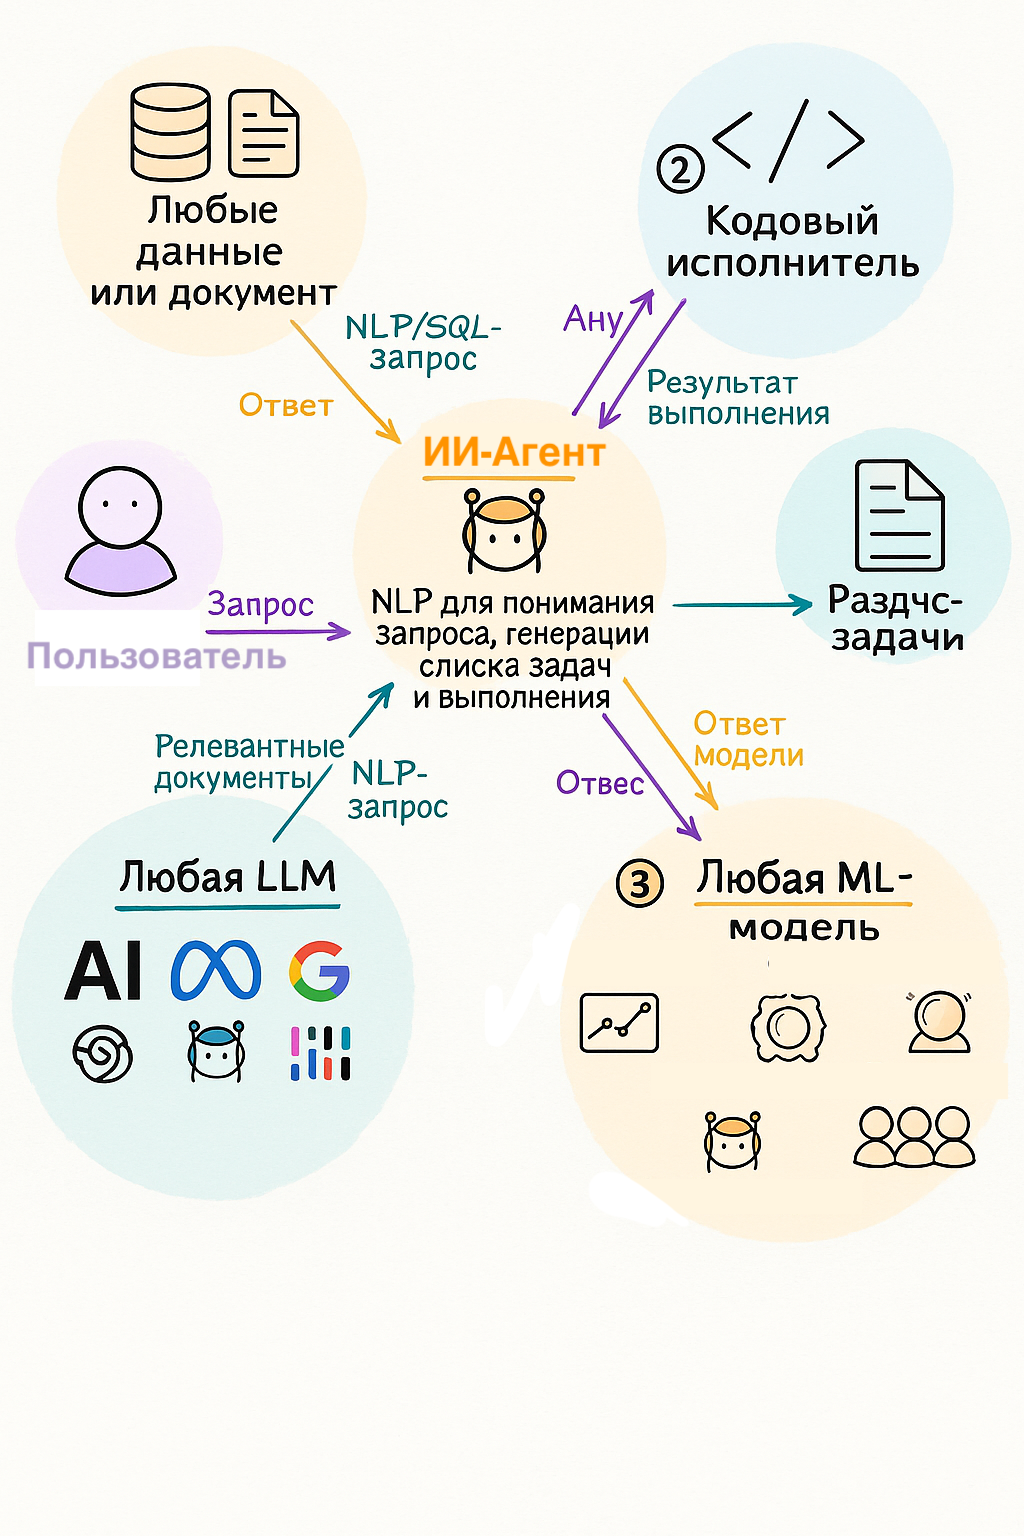 Любые
данные
или документ
②
Кодовый
исполнитель
NLP/SQL-
запрос
Ответ
Ану
Результат
выполнения
ИИ-Агент
NLP для понимания
запроса, генерации
слиска задач
и выполнения
Запрос
Пользователь
Раздчс-
задачи
Релевантные
документы
NLP-
запрос
Ответ
модели
Отвес
Любая LLM
AI
G
③
Любая ML-
модель